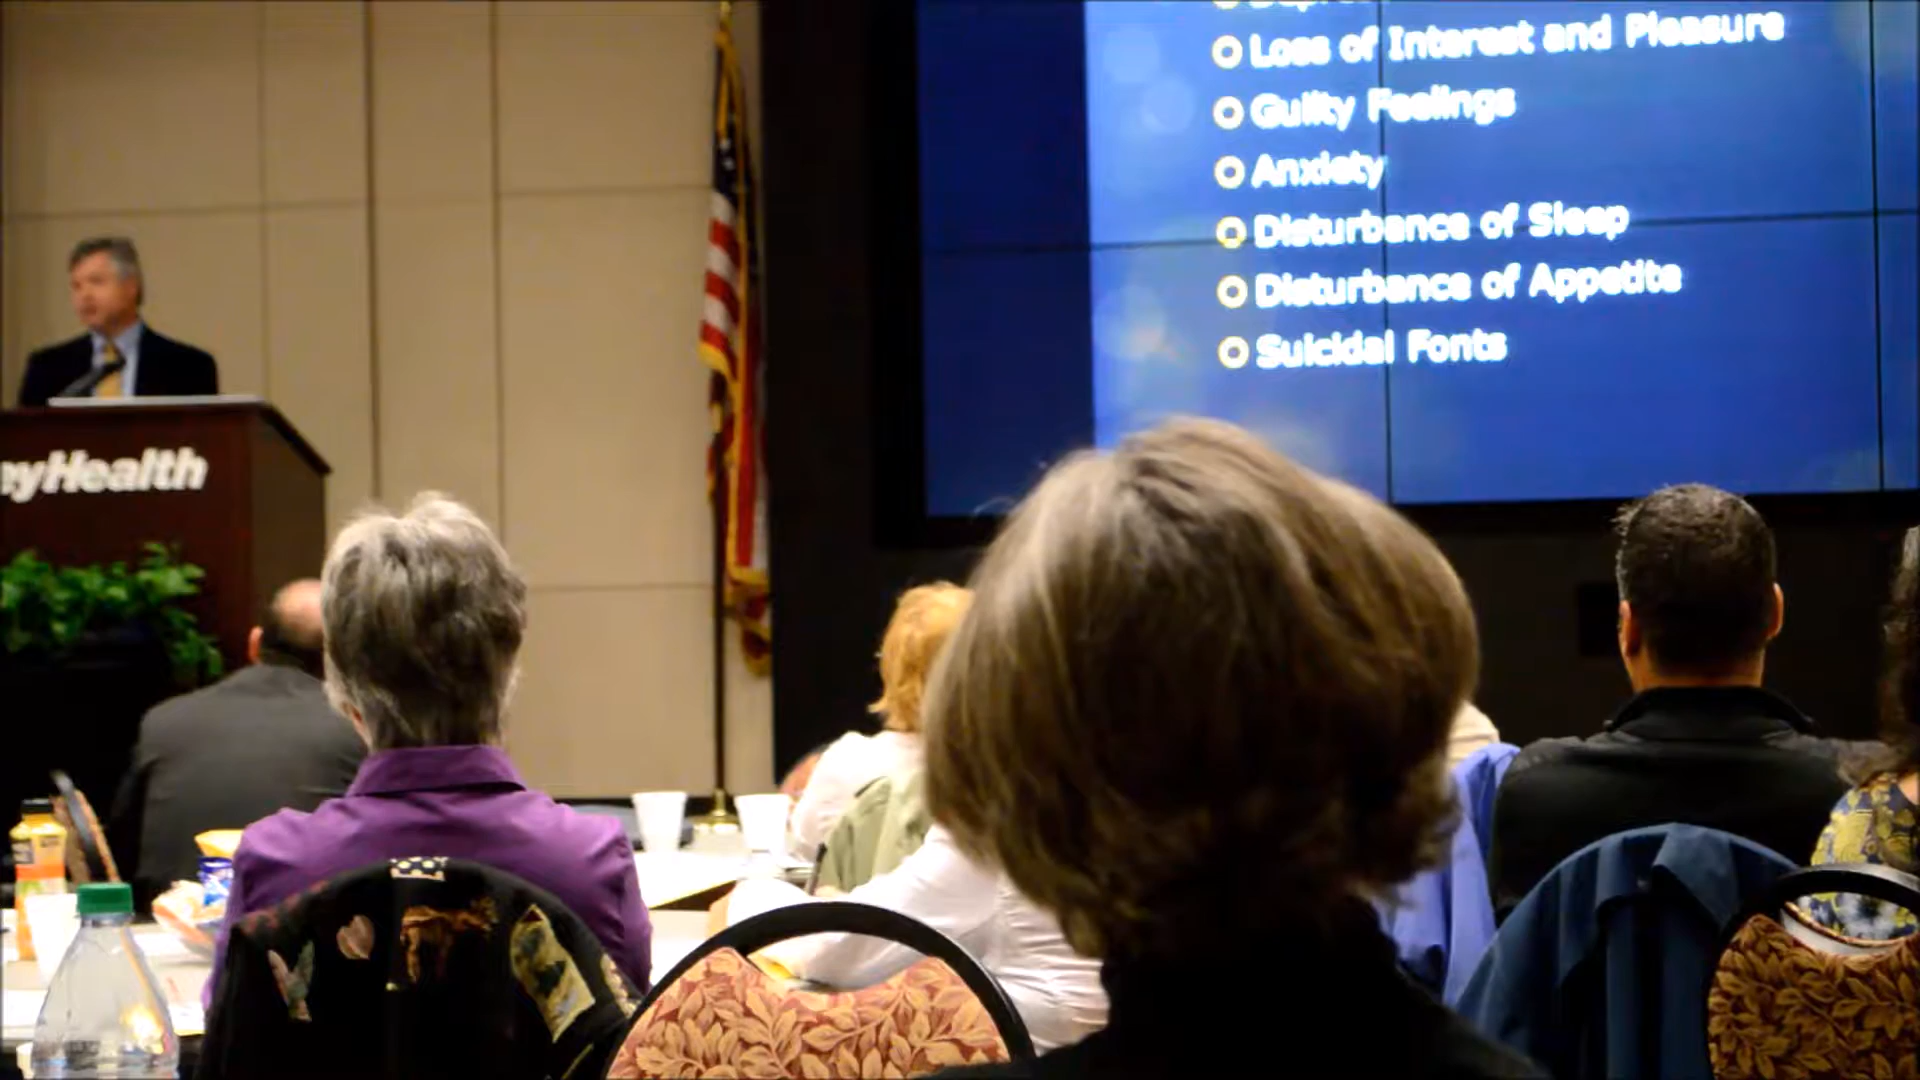 Loss of Interest and Pleasure
Guilty Feelings
Anxiety
Disturbance of Sleep
Disturbance of Appetite
Suicidal Fonts
yHealth